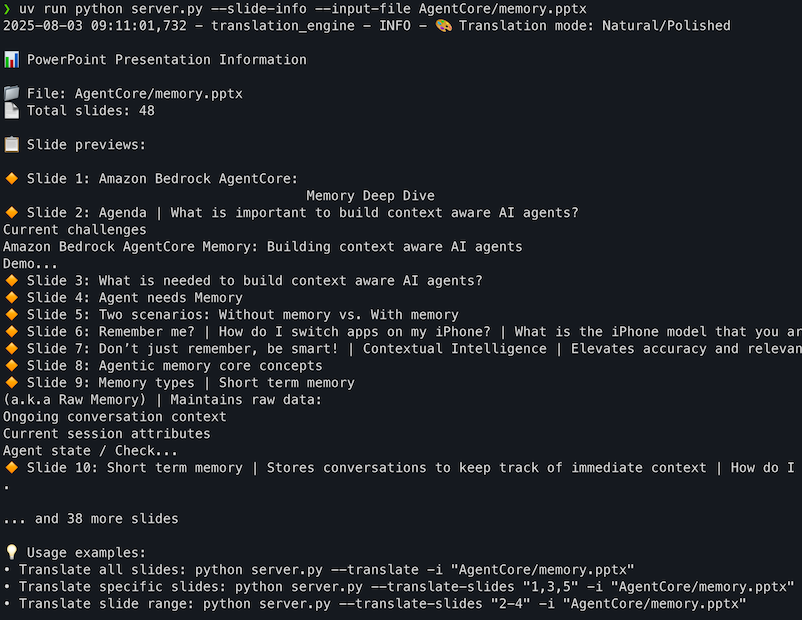 ❯ uv run python server.py --slide-info --input-file AgentCore/memory.pptx
2025-08-03 09:11:01,732 - translation_engine - INFO - 🎨 Translation mode: Natural/Polished
📊 PowerPoint Presentation Information
📁 File: AgentCore/memory.pptx
📄 Total slides: 48
📋 Slide previews:
🔸 Slide 1: Amazon Bedrock AgentCore:
Memory Deep Dive
🔸 Slide 2: Agenda | What is important to build context aware AI agents?
Current challenges
Amazon Bedrock AgentCore Memory: Building context aware AI agents
Demo...
🔸 Slide 3: What is needed to build context aware AI agents?
🔸 Slide 4: Agent needs Memory
🔸 Slide 5: Two scenarios: Without memory vs. With memory
🔸 Slide 6: Remember me? | How do I switch apps on my iPhone? | What is the iPhone model that you ar
🔸 Slide 7: Don’t just remember, be smart! | Contextual Intelligence | Elevates accuracy and relevan
🔸 Slide 8: Agentic memory core concepts
🔸 Slide 9: Memory types | Short term memory
(a.k.a Raw Memory) | Maintains raw data:
Ongoing conversation context
Current session attributes
Agent state / Check...
🔸 Slide 10: Short term memory | Stores conversations to keep track of immediate context | How do I
.
... and 38 more slides
💡 Usage examples:
• Translate all slides: python server.py --translate -i "AgentCore/memory.pptx"
• Translate specific slides: python server.py --translate-slides "1,3,5" -i "AgentCore/memory.pptx"
• Translate slide range: python server.py --translate-slides "2-4" -i "AgentCore/memory.pptx"